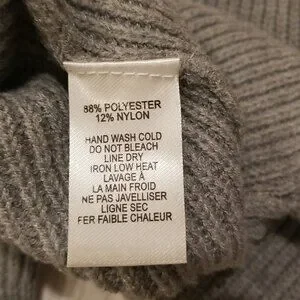 88% POLYESTER
12% NYLON
HAND WASH COLD
DO NOT BLEACH
LINE DRY
IRON LOW HEAT
LAVAGE À
LA MAIN FROID
NE PAS JAVELLISER
LIGNE SEC
FER FAIBLE CHALEUR